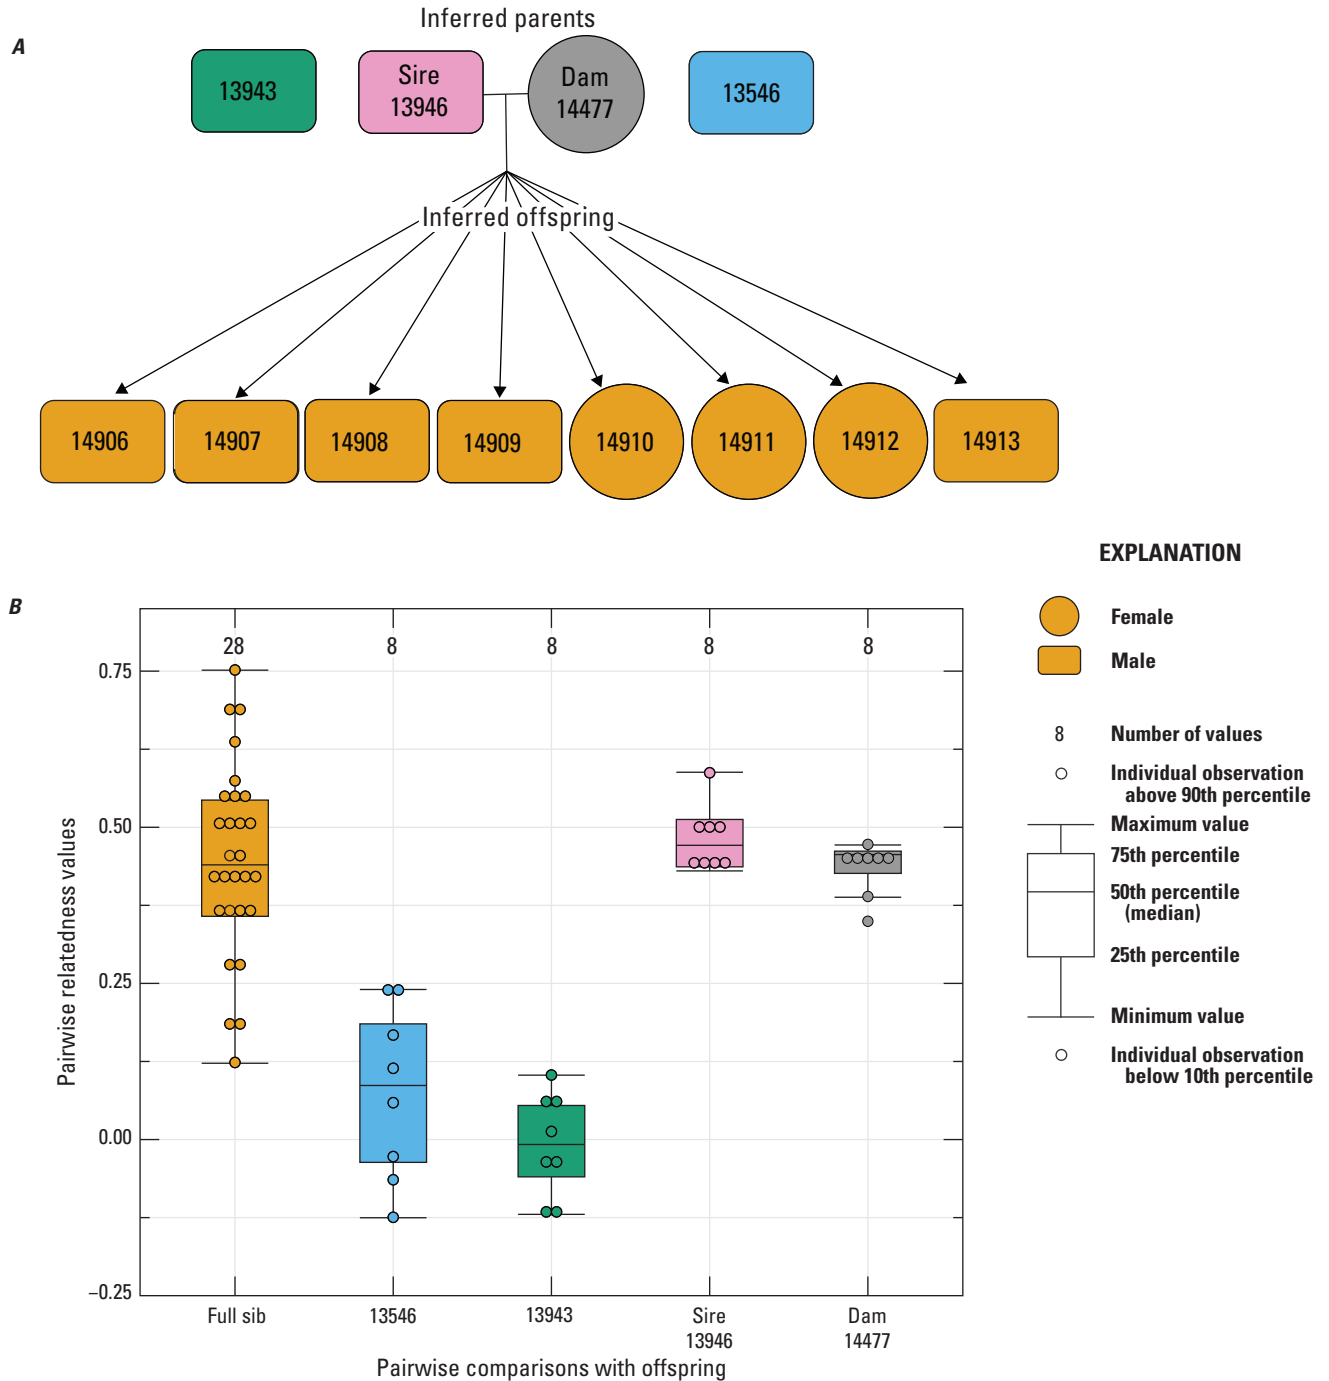 A
Inferred parents
13943
Sire
13946
Dam
14477
13546
Inferred offspring
14906
14907
14908
14909
14910
14911
14912
14913
EXPLANATION
Female
Male
8
Number of values
Individual observation
above 90th percentile
Maximum value
75th percentile
50th percentile
(median)
25th percentile
Minimum value
Individual observation
below 10th percentile
B
28
8
8
8
8
0.75
0.50
0.25
0.00
−0.25
Pairwise relatedness values
Full sib
13546
13943
Sire
13946
Dam
14477
Pairwise comparisons with offspring